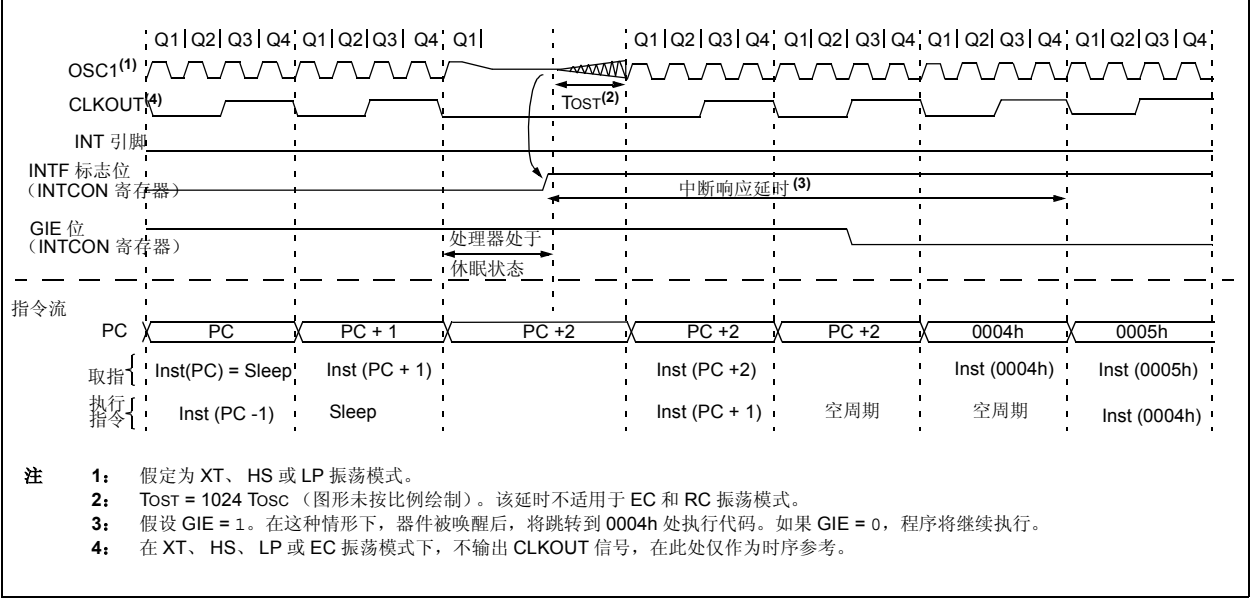 Q1 Q2 Q3 Q4 Q1 Q2 Q3 Q4 Q1 Q1 Q2 Q3 Q4 Q1 Q2 Q3 Q4 Q1 Q2 Q3 Q4 Q1 Q2 Q3 Q4
OSC1(1)
TOST(2)
CLKOUT(4)
INT 引脚
INTF 标志位
(INTCON 寄存器)
中断响应延时(3)
GIE 位
(INTCON 寄存器)
处理器处于
休眠状态
指令流
PC PC PC + 1 PC +2 PC +2 PC +2 0004h 0005h
取指 Inst(PC) = Sleep Inst (PC + 1) Inst (PC +2) Inst (0004h) Inst (0005h)
执行
指令 Inst (PC -1) Sleep Inst (PC + 1) 空周期 空周期 Inst (0004h)
注 1: 假定为 XT、 HS 或 LP 振荡模式。
2: TOST = 1024 TOSC (图形未按比例绘制)。该延时不适用于 EC 和 RC 振荡模式。
3: 假设 GIE = 1。在这种情形下,器件被唤醒后,将跳转到 0004h 处执行代码。如果 GIE = 0,程序将继续执行。
4: 在 XT、 HS、 LP 或 EC 振荡模式下,不输出 CLKOUT 信号,在此处仅作为时序参考。